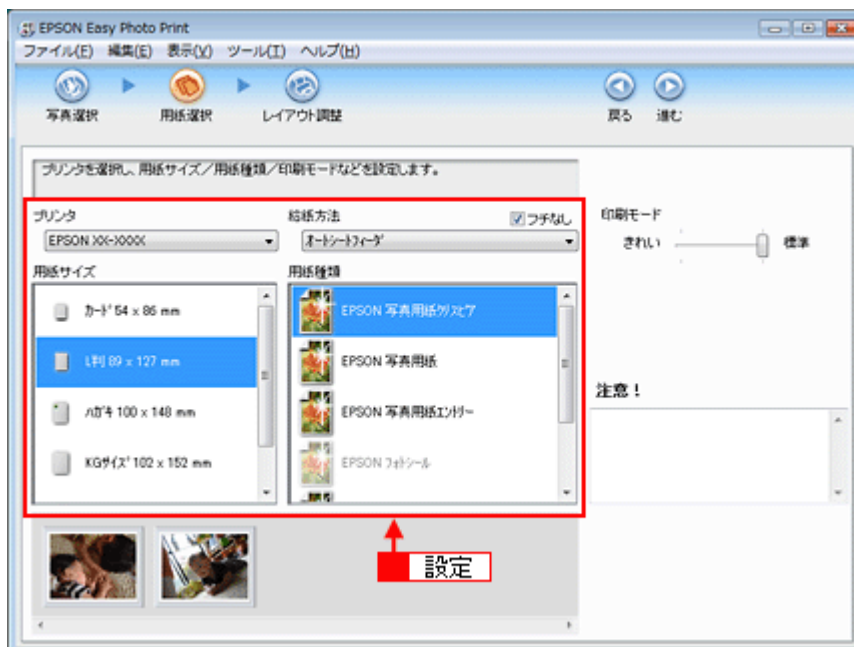 EPSON Easy Photo Print
ファイル(F) 編集(E) 表示(V) ツール(T) ヘルプ(H)
写真選択 用紙選択 レイアウト調整 戻る 進む
プリンタを選択し、用紙サイズ/用紙種類/印刷モードなどを設定します。
プリンタ 給紙方法 フチなし 印刷モード
EPSON XX-XXXX オートシートフィーダ きれい 標準
用紙サイズ 用紙種類
カード 54 x 86 mm EPSON 写真用紙クリスピア
L判 89 x 127 mm EPSON 写真用紙
注意!
ハガキ 100 x 148 mm EPSON 写真用紙エントリー
KGサイズ 102 x 152 mm EPSON フォトシール
設定